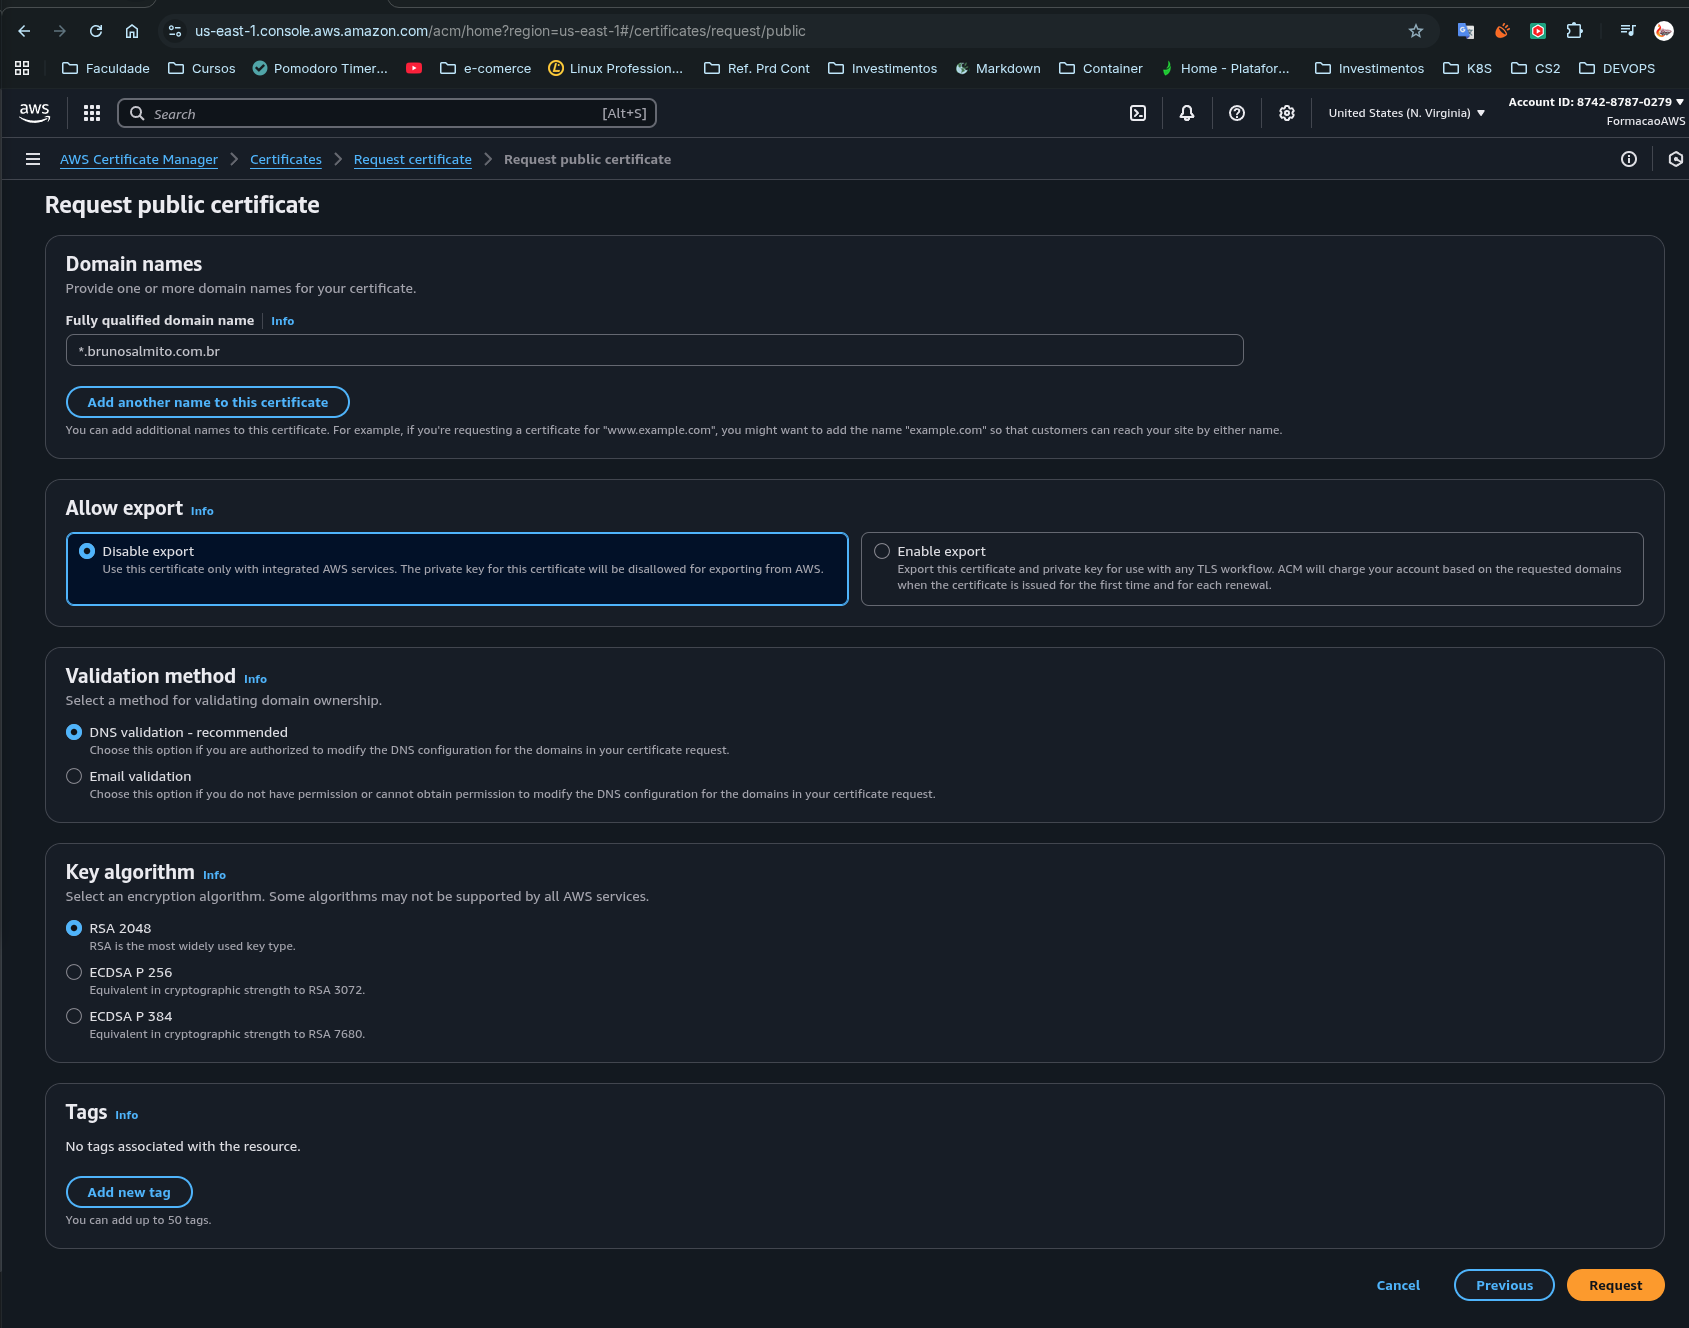 us-east-1.console.aws.amazon.com/acm/home?region=us-east-1#/certificates/request/public
Faculdade Cursos Pomodoro Timer... e-comerce Linux Profession... Ref. Prd Cont Investimentos Markdown Container Home - Platafor... Investimentos K8S CS2 DEVOPS
aws Search [Alt+S] United States (N. Virginia) Account ID: 8742-8787-0279
FormacaoAWS
AWS Certificate Manager Certificates Request certificate Request public certificate
Request public certificate
Domain names
Provide one or more domain names for your certificate.
Fully qualified domain name Info
*.brunosalmito.com.br
Add another name to this certificate
You can add additional names to this certificate. For example, if you're requesting a certificate for "www.example.com", you might want to add the name "example.com" so that customers can reach your site by either name.
Allow export Info
Disable export
Use this certificate only with integrated AWS services. The private key for this certificate will be disallowed for exporting from AWS.
Enable export
Export this certificate and private key for use with any TLS workflow. ACM will charge your account based on the requested domains
when the certificate is issued for the first time and for each renewal.
Validation method Info
Select a method for validating domain ownership.
DNS validation - recommended
Choose this option if you are authorized to modify the DNS configuration for the domains in your certificate request.
Email validation
Choose this option if you do not have permission or cannot obtain permission to modify the DNS configuration for the domains in your certificate request.
Key algorithm Info
Select an encryption algorithm. Some algorithms may not be supported by all AWS services.
RSA 2048
RSA is the most widely used key type.
ECDSA P 256
Equivalent in cryptographic strength to RSA 3072.
ECDSA P 384
Equivalent in cryptographic strength to RSA 7680.
Tags Info
No tags associated with the resource.
Add new tag
You can add up to 50 tags.
Cancel Previous Request